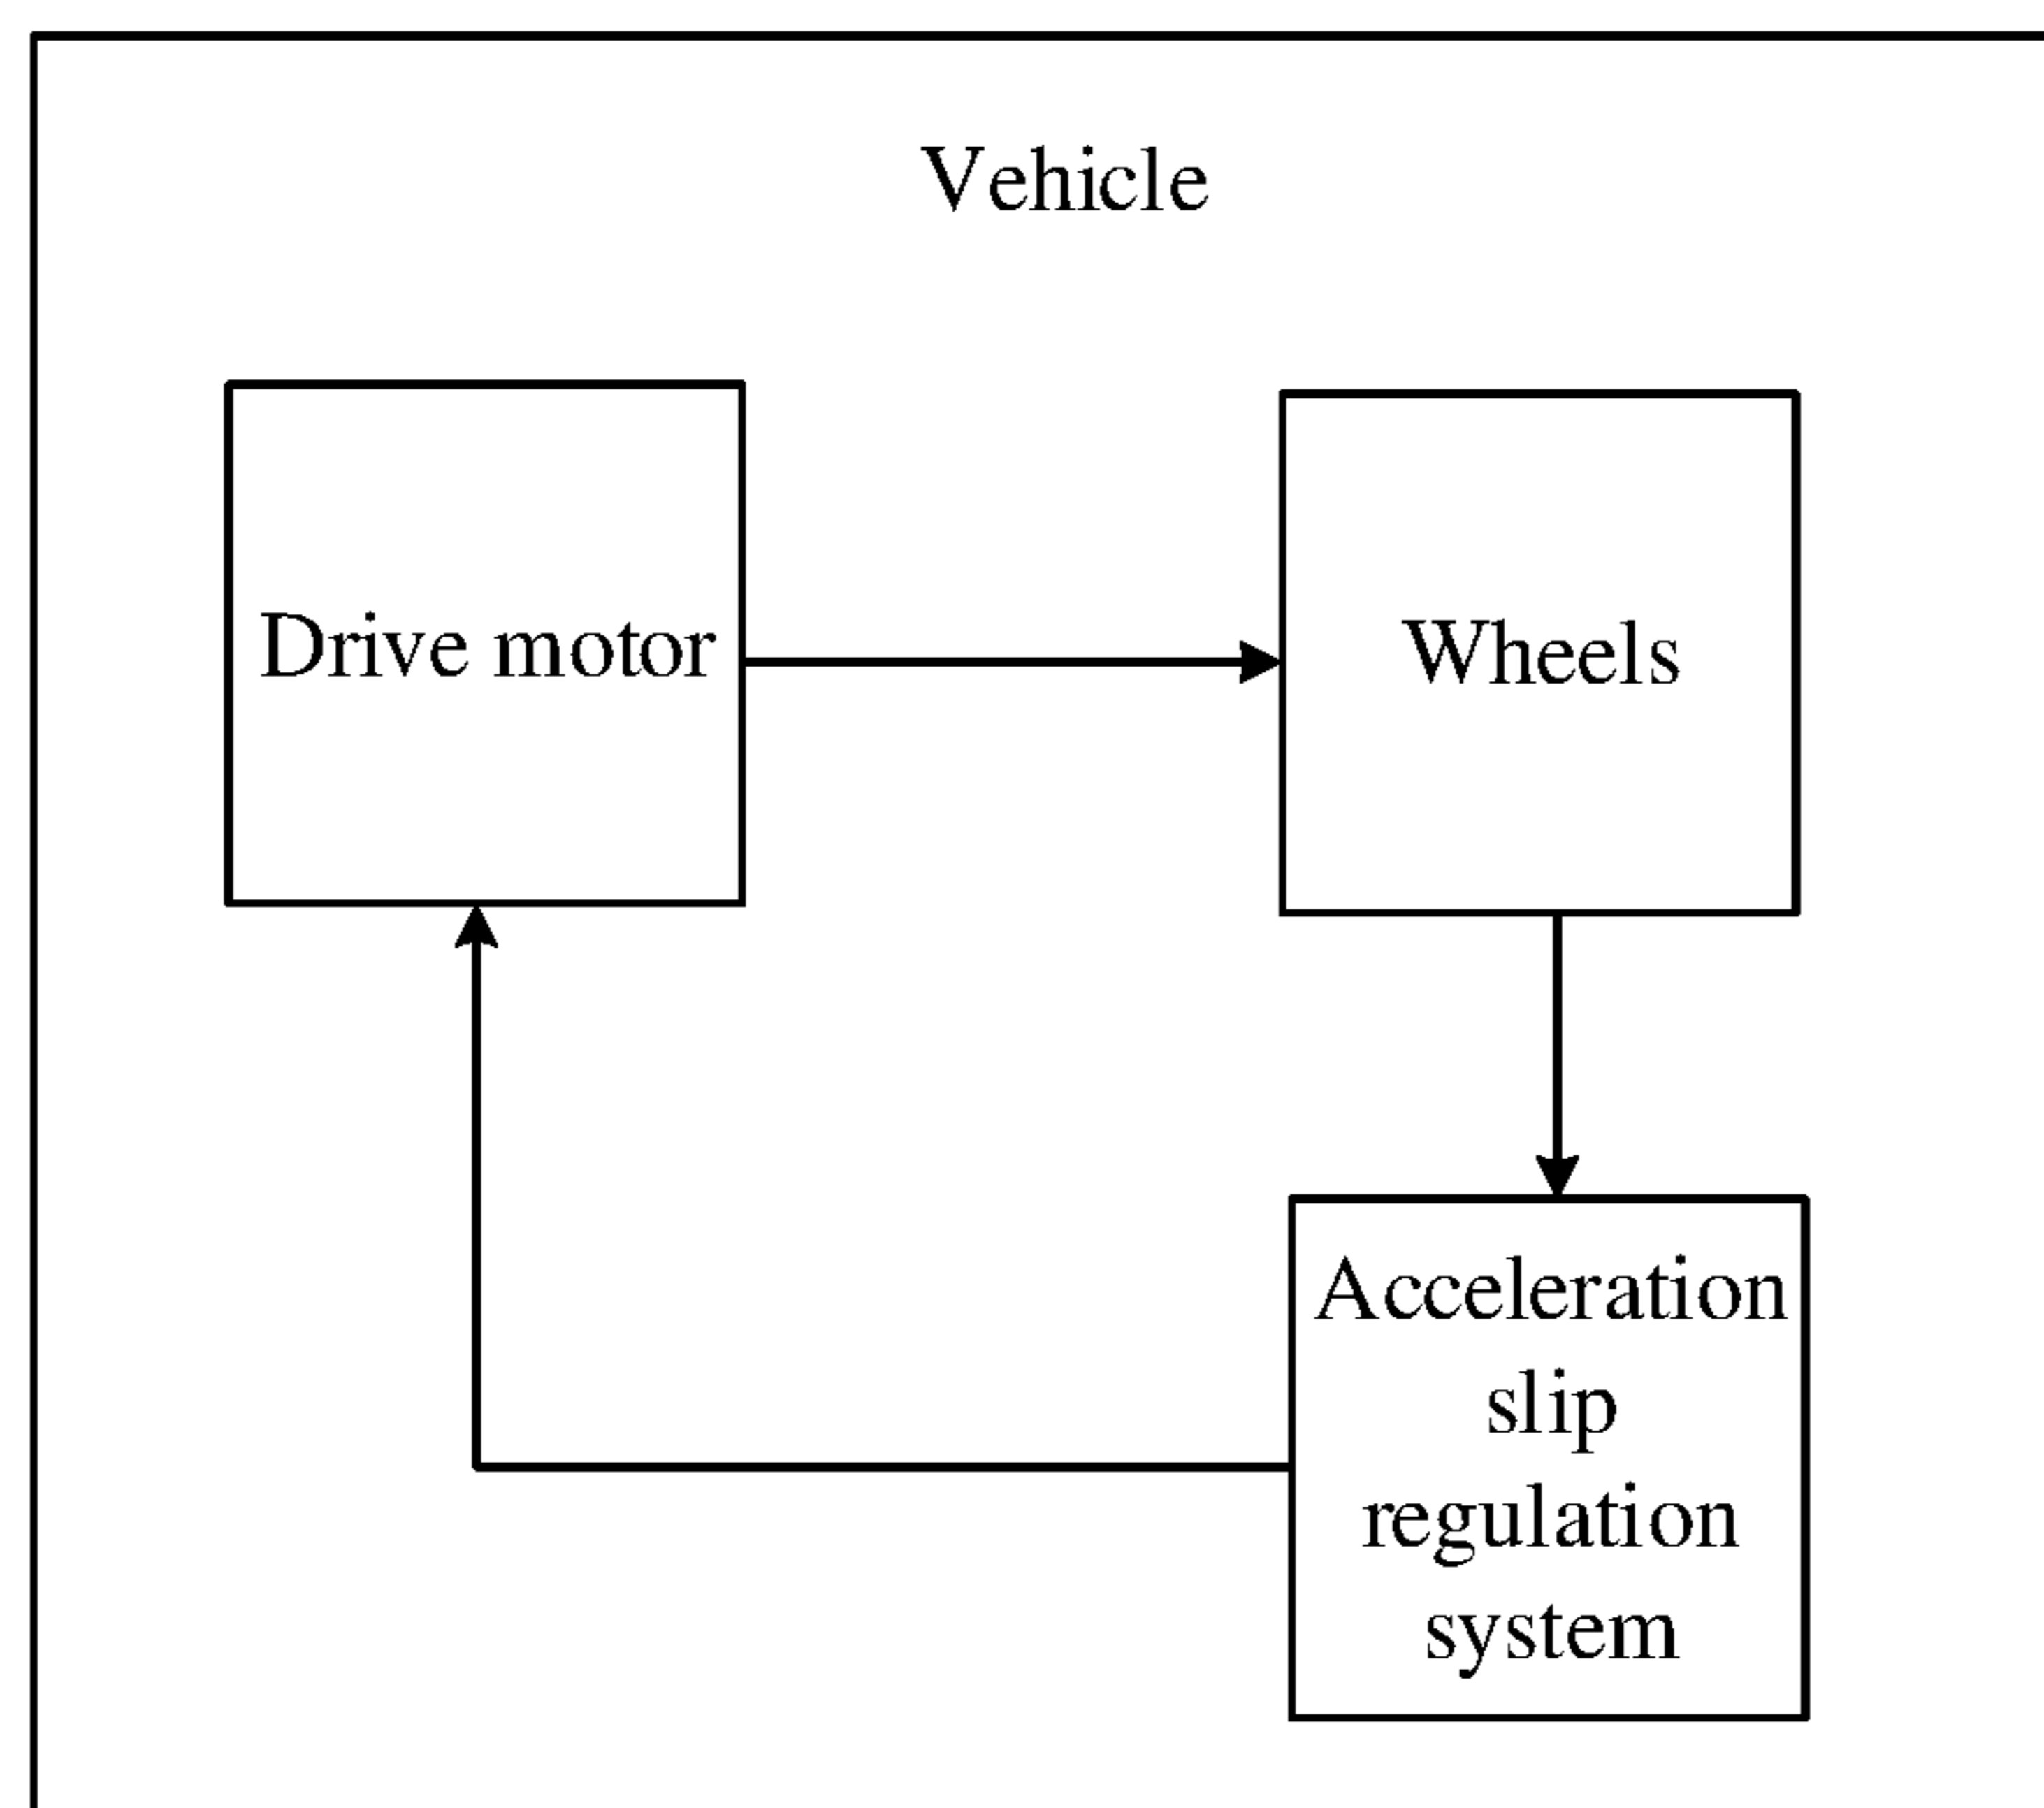 Vehicle
Drive motor
Wheels
Acceleration
slip
regulation
system